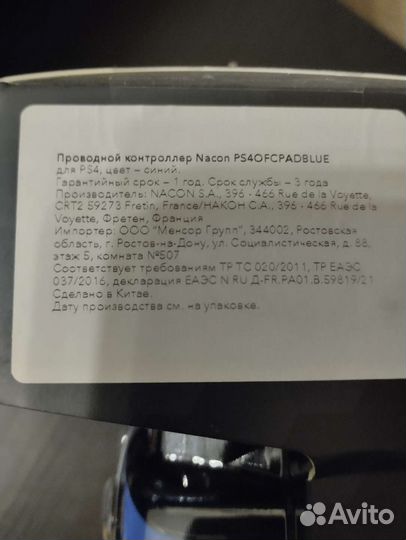 Проводной контроллер Nacon PS4OFCPADBLUE
для PS4, цвет – синий.
Гарантийный срок – 1 год. Срок службы – 3 года
Производитель: NACON S.A., 396 - 466 Rue de la Voyette,
CRT2 59273 Fretin, France/НАКОН С.А., 396 - 466 Rue de la
Voyette, Фретен, Франция
Импортер: ООО "Менсор Групп", 344002, Ростовская
область, г. Ростов-на-Дону, ул. Социалистическая, д. 88,
этаж 5, комната №507
Соответствует требованиям ТР ТС 020/2011, ТР ЕАЭС
037/2016, декларация ЕАЭС N RU Д-FR.РА01.В.59819/21
Сделано в Китае.
Дату производства см. на упаковке.
Avito